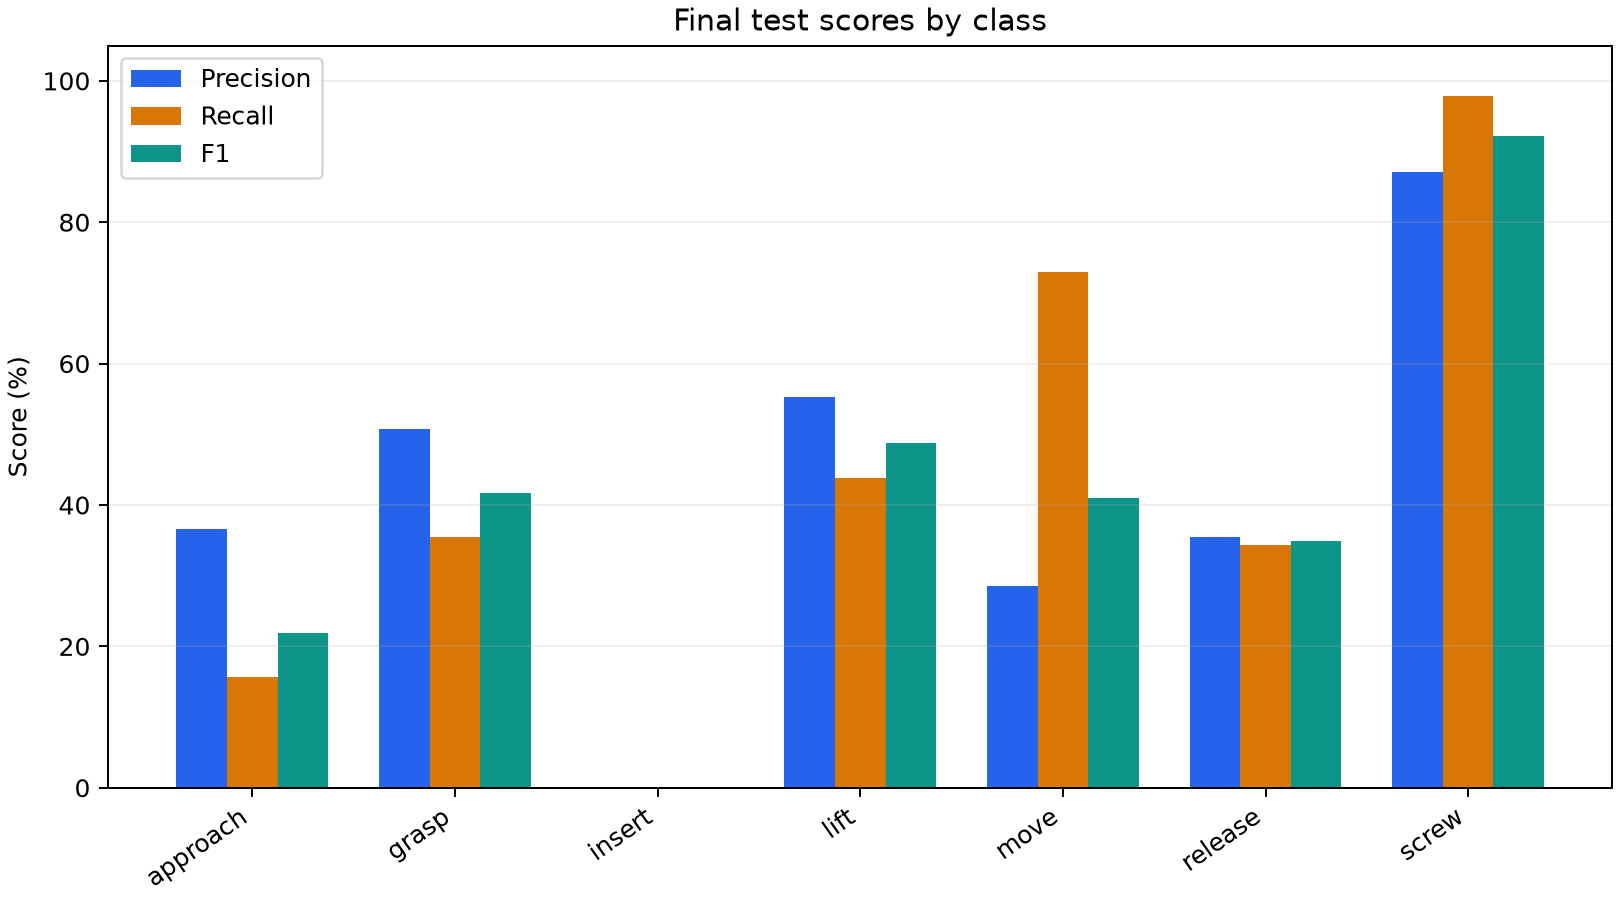 Final test scores by class
Precision
Recall
F1
Score (%)
100
80
60
40
20
0
approach
grasp
insert
lift
move
release
screw